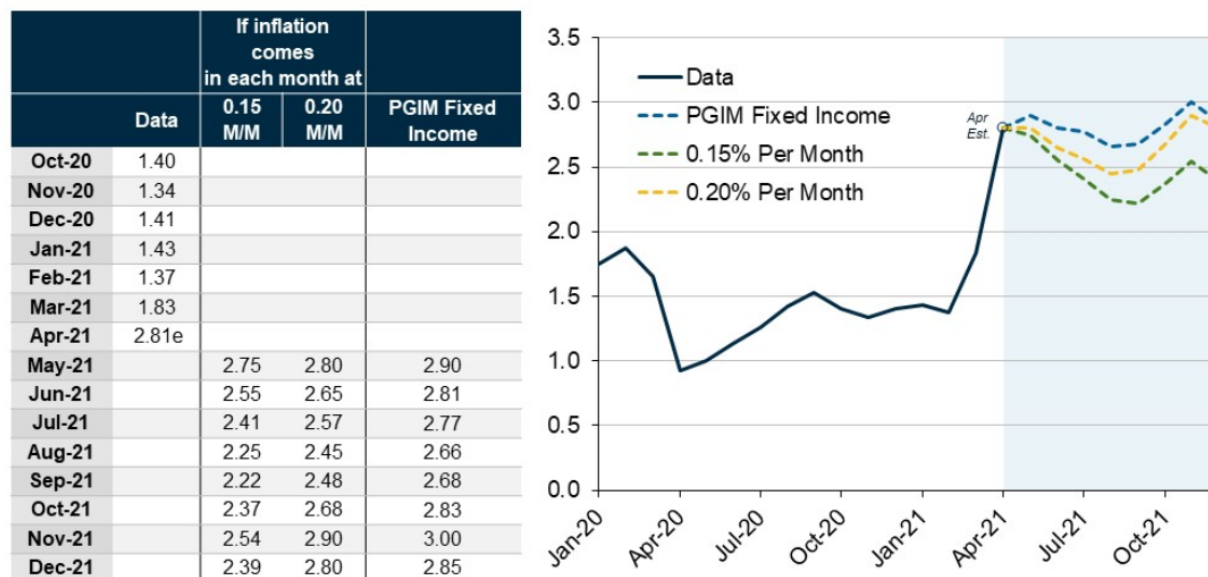 If inflation
comes
in each month at
Data 0.15 M/M 0.20 M/M PGIM Fixed Income
Oct-20 1.40
Nov-20 1.34
Dec-20 1.41
Jan-21 1.43
Feb-21 1.37
Mar-21 1.83
Apr-21 2.81e
May-21 2.75 2.80 2.90
Jun-21 2.55 2.65 2.81
Jul-21 2.41 2.57 2.77
Aug-21 2.25 2.45 2.66
Sep-21 2.22 2.48 2.68
Oct-21 2.37 2.68 2.83
Nov-21 2.54 2.90 3.00
Dec-21 2.39 2.80 2.85
3.5
3.0
2.5
2.0
1.5
1.0
0.5
0.0
Data
PGIM Fixed Income
0.15% Per Month
0.20% Per Month
Apr
Est.
Jan-20 Apr-20 Jul-20 Oct-20 Jan-21 Apr-21 Jul-21 Oct-21